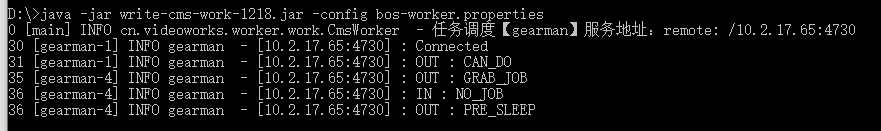 D:\>java -jar write-cms-work-1218.jar -config bos-worker.properties
0 [main] INFO cn.videoworks.worker.work.CmsWorker  - 任务调度【gearman】服务地址：remote: /10.2.17.65:4730
30 [gearman-1] INFO gearman  - [10.2.17.65:4730] : Connected
31 [gearman-1] INFO gearman  - [10.2.17.65:4730] : OUT : CAN_DO
35 [gearman-4] INFO gearman  - [10.2.17.65:4730] : OUT : GRAB_JOB
36 [gearman-4] INFO gearman  - [10.2.17.65:4730] : IN : NO_JOB
36 [gearman-4] INFO gearman  - [10.2.17.65:4730] : OUT : PRE_SLEEP